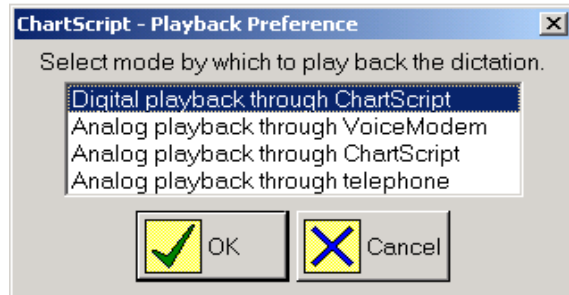 ChartScript - Playback Preference
Select mode by which to play back the dictation.
Digital playback through ChartScript
Analog playback through VoiceModem
Analog playback through ChartScript
Analog playback through telephone
OK Cancel